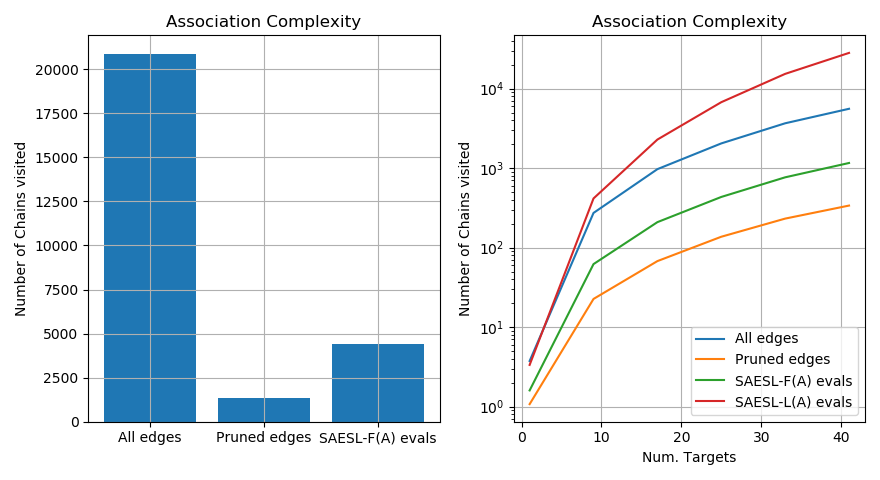 Association Complexity
Number of Chains visited
20000
17500
15000
12500
10000
7500
5000
2500
0
All edges
Pruned edges
SAESL-F(A) evals
Association Complexity
Number of Chains visited
10^4
10^3
10^2
10^1
10^0
0
10
20
30
40
Num. Targets
All edges
Pruned edges
SAESL-F(A) evals
SAESL-L(A) evals